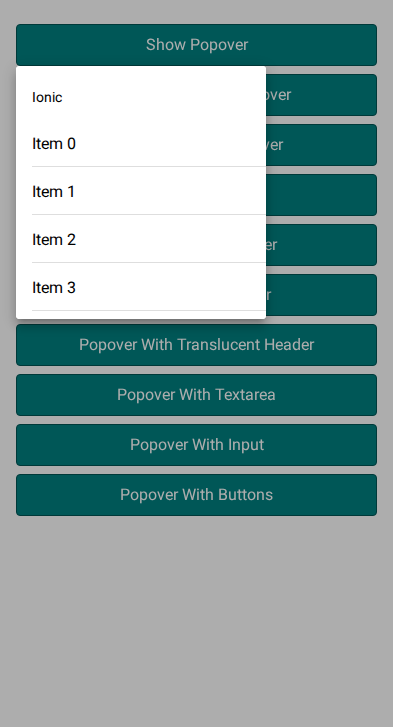 Show Popover
Ionic
Item 0
Item 1
Item 2
Item 3
Popover With Translucent Header
Popover With Textarea
Popover With Input
Popover With Buttons